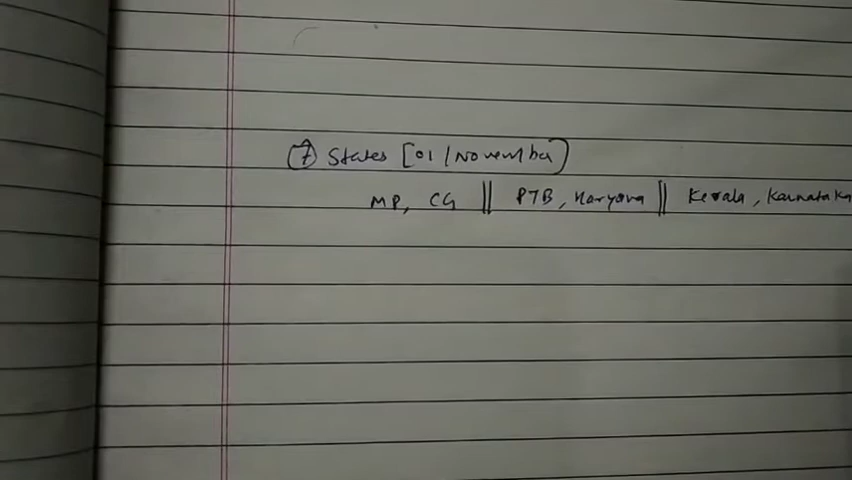 (7) States [01/November]
MP, CG || PJB, Haryana || Kerala, Karnataka